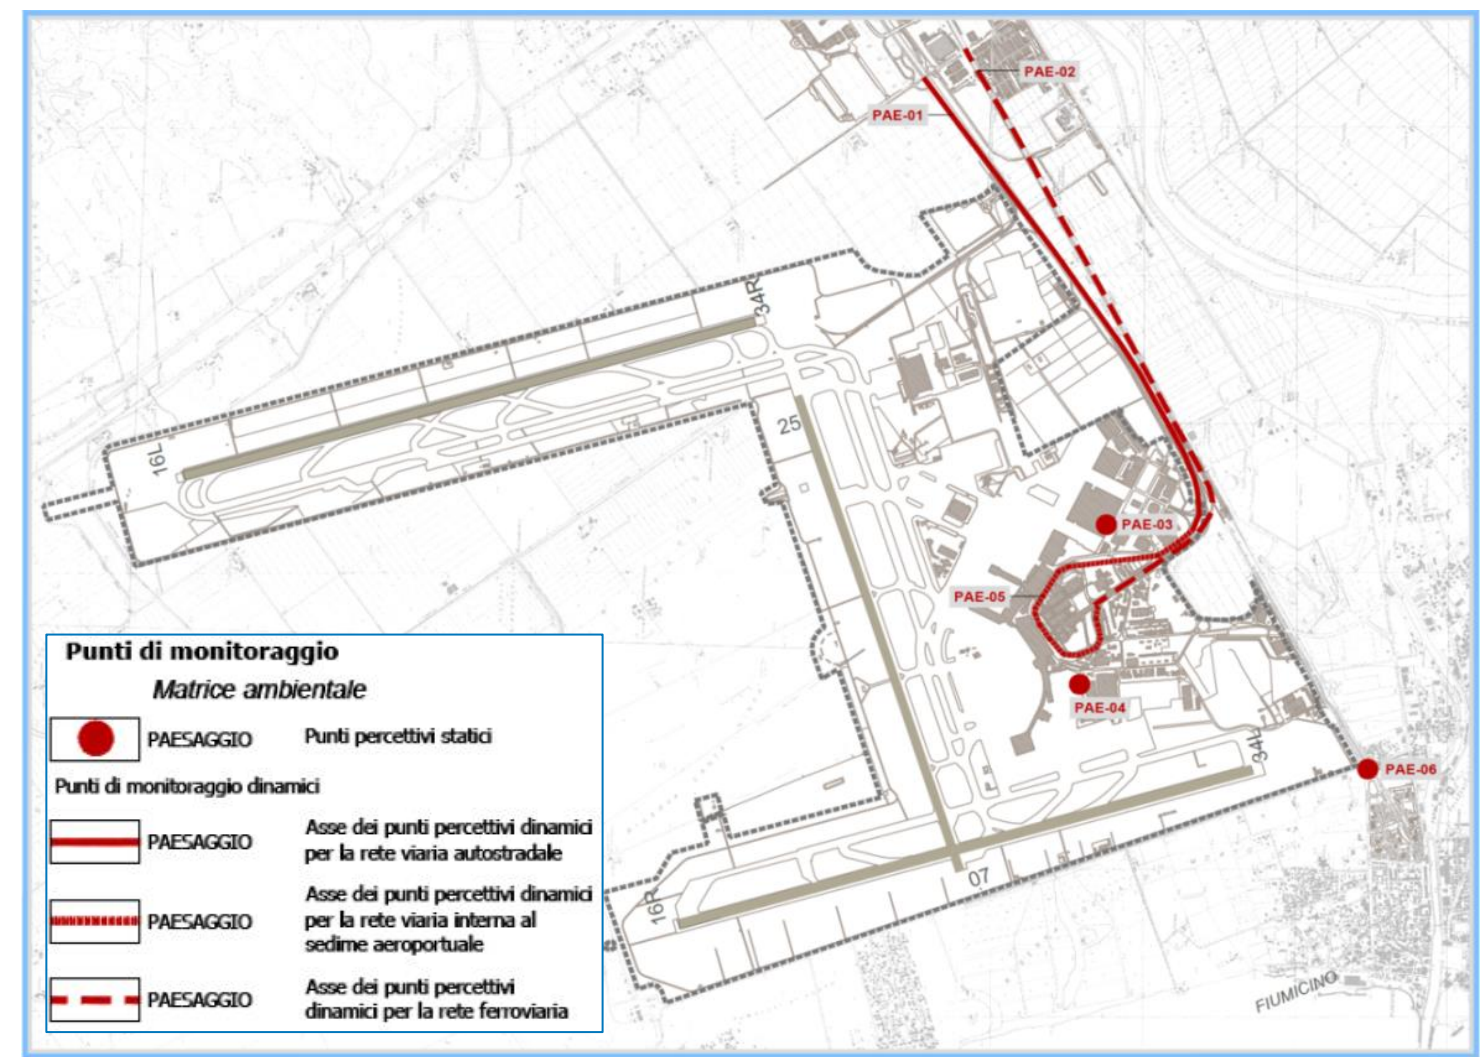 PAE-02
PAE-01
34R
16L
25
PAE-03
PAE-05
PAE-04
34L
PAE-06
16R
07
FIUMICINO
Punti di monitoraggio
Matrice ambientale
PAESAGGIO Punti percettivi statici
Punti di monitoraggio dinamici
PAESAGGIO Asse dei punti percettivi dinamici
per la rete viaria autostradale
PAESAGGIO Asse dei punti percettivi dinamici
per la rete viaria interna al
sedime aeroportuale
PAESAGGIO Asse dei punti percettivi
dinamici per la rete ferroviaria